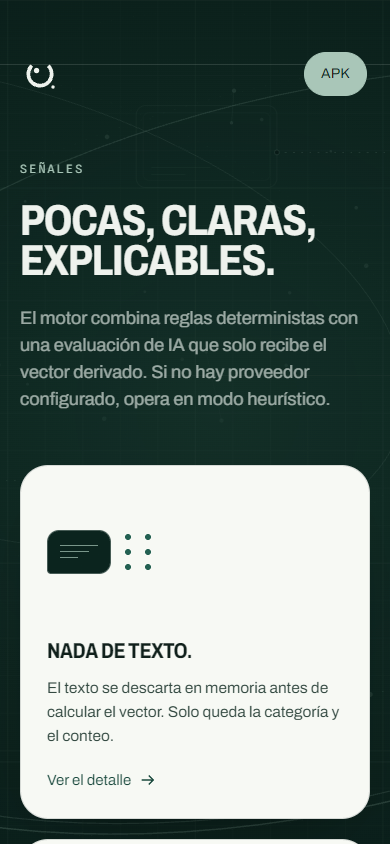 APK
SEÑALES
POCAS, CLARAS,
EXPLICABLES.
El motor combina reglas deterministas con
una evaluación de IA que solo recibe el
vector derivado. Si no hay proveedor
configurado, opera en modo heurístico.
NADA DE TEXTO.
El texto se descarta en memoria antes de
calcular el vector. Solo queda la categoría y
el conteo.
Ver el detalle →